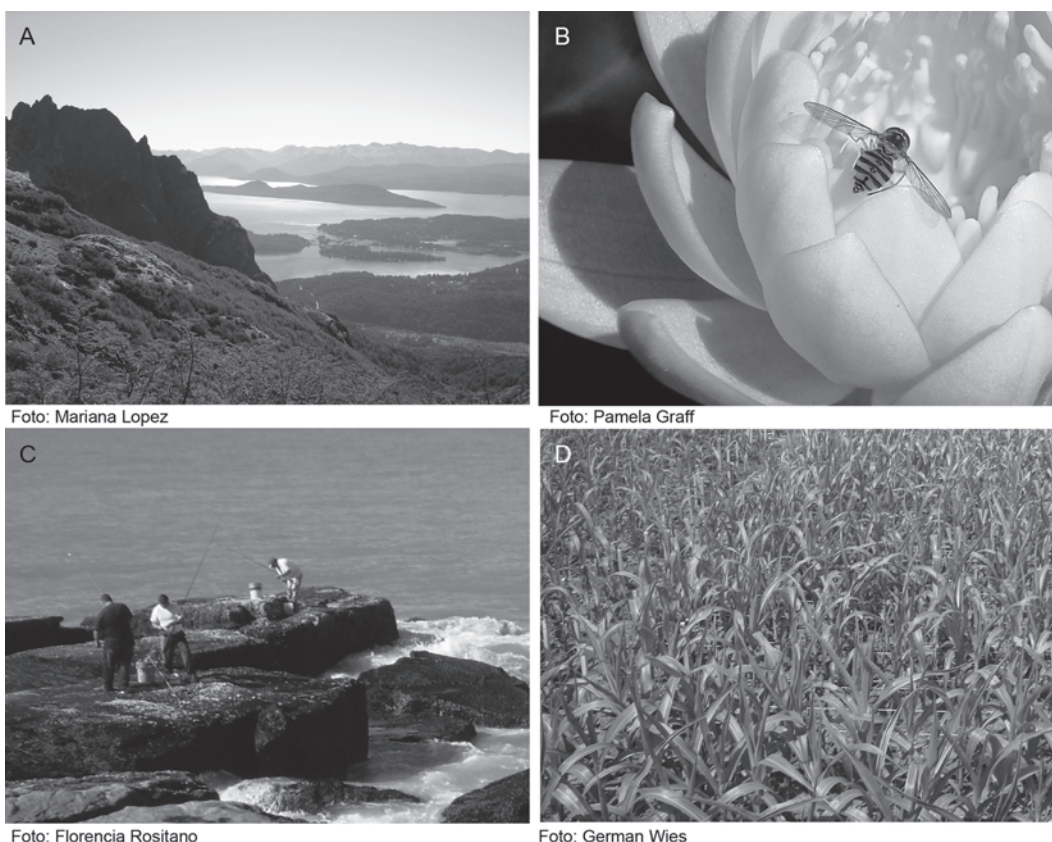 A
B
Foto: Mariana Lopez
Foto: Pamela Graff
C
D
Foto: Florencia Rositano
Foto: German Wies